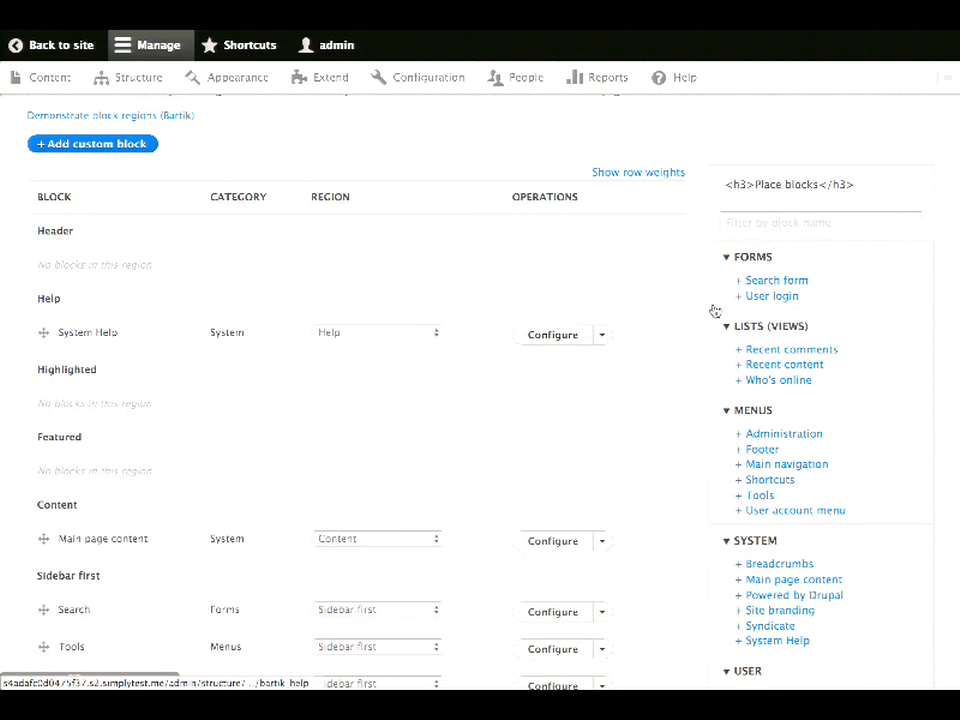 Back to site Manage Shortcuts admin
Content Structure Appearance Extend Configuration People Reports Help
Demonstrate block regions (Bartik)
+ Add custom block
Show row weights
<h3>Place blocks</h3>
BLOCK CATEGORY REGION OPERATIONS
Filter by block name
Header
No blocks in this region
FORMS
+ Search form
+ User login
Help
System Help System Help Configure
LISTS (VIEWS)
+ Recent comments
+ Recent content
+ Who's online
Highlighted
No blocks in this region
MENUS
+ Administration
+ Footer
+ Main navigation
+ Shortcuts
+ Tools
+ User account menu
Featured
No blocks in this region
Content
Main page content System Content Configure
SYSTEM
+ Breadcrumbs
+ Main page content
+ Powered by Drupal
+ Site branding
+ Syndicate
+ System Help
Sidebar first
Search Forms Sidebar first Configure
Tools Menus Sidebar first Configure
USER
idebar first Configure